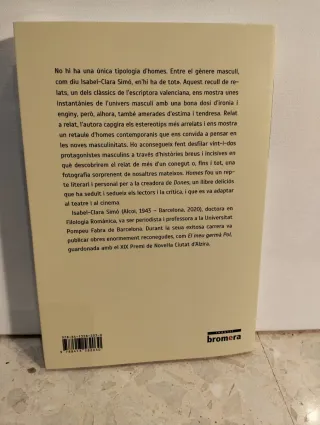 No hi ha una única tipologia d'homes. Entre el gènere masculí,
com diu Isabel-Clara Simó, «n'hi ha de tot». Aquest recull de re-
lats, un dels clàssics de l'escriptora valenciana, ens mostra unes
instantànies de l'univers masculí amb una bona dosi d'ironia i
enginy, però, alhora, també amerades d'estima i tendresa. Relat
a relat, l'autora capgira els estereotips més arrelats i ens mostra
un retaule d'homes contemporanis que ens convida a pensar en
les noves masculinitats. Ho aconsegueix fent desfilar vint-i-dos
protagonistes masculins a través d'històries breus i incisives en
què descobrirem el relat de més d'un conegut o, fins i tot, una
fotografia sorprenent de nosaltres mateixos. Homes fou un rep-
te literari i personal per a la creadora de Dones, un llibre deliciós
que ha seduït i sedueix els lectors i la crítica, i que es va adaptar
al teatre i al cinema.
Isabel-Clara Simó (Alcoi, 1943 – Barcelona, 2020), doctora en
Filologia Romànica, va ser periodista i professora a la Universitat
Pompeu Fabra de Barcelona. Durant la seua exitosa carrera va
publicar obres enormement reconegudes, com El meu germà Pol,
guardonada amb el XIX Premi de Novel·la Ciutat d'Alzira.
bromera